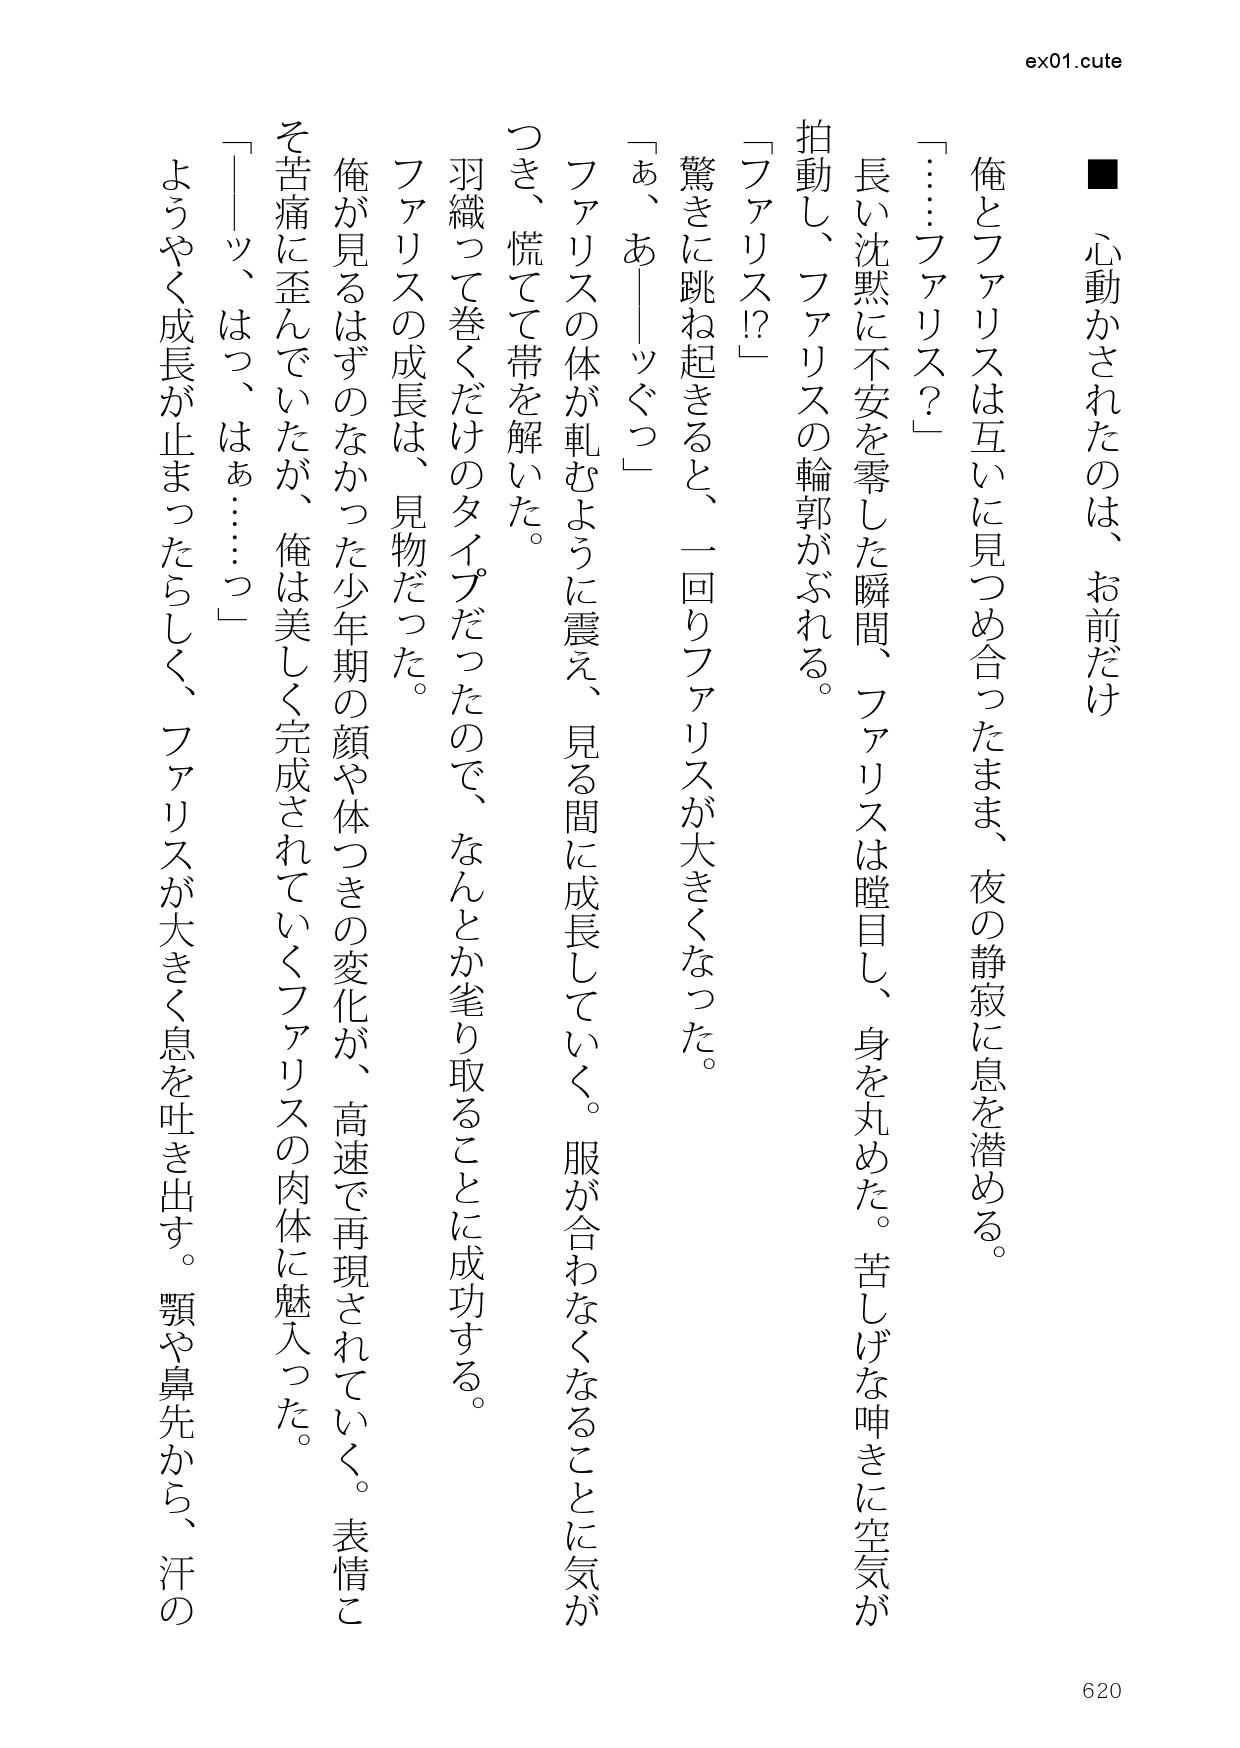 ex01.cute
■　心動かされたのは、お前だけ
俺とファリスは互いに見つめ合ったまま、夜の静寂に息を潜める。
「……ファリス？」
長い沈黙に不安を零した瞬間、ファリスは瞠目し、身を丸めた。苦しげな呻きに空気が
拍動し、ファリスの輪郭がぶれる。
「ファリス⁉」
驚きに跳ね起きると、一回りファリスが大きくなった。
「ぁ、あ――ッぐっ」
ファリスの体が軋むように震え、見る間に成長していく。服が合わなくなることに気が
つき、慌てて帯を解いた。
羽織って巻くだけのタイプだったので、なんとか毟り取ることに成功する。
ファリスの成長は、見物だった。
俺が見るはずのなかった少年期の顔や体つきの変化が、高速で再現されていく。表情こ
そ苦痛に歪んでいたが、俺は美しく完成されていくファリスの肉体に魅入った。
「――ッ、はっ、はぁ……っ」
ようやく成長が止まったらしく、ファリスが大きく息を吐き出す。顎や鼻先から、汗の
620